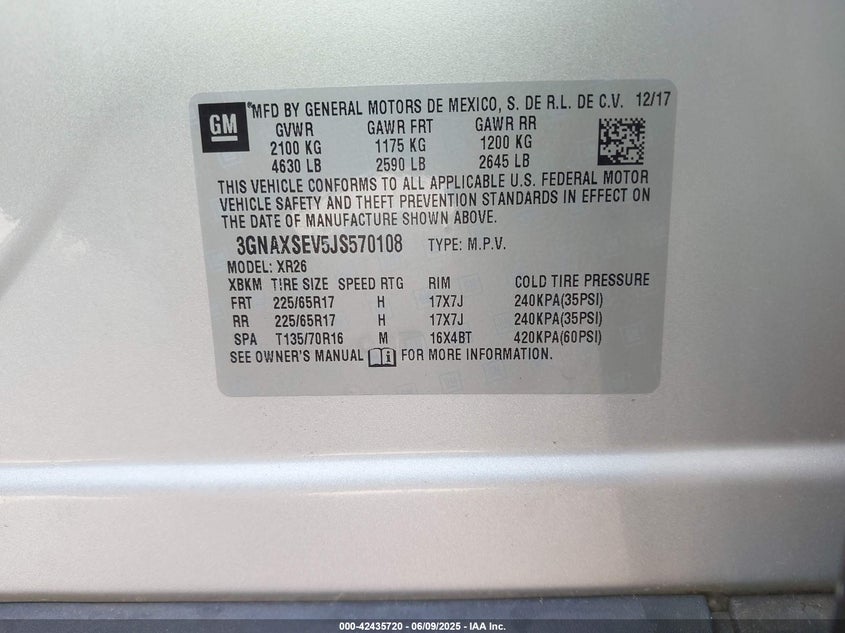 GM
®MFD BY GENERAL MOTORS DE MEXICO, S. DE R.L. DE C.V. 12/17
GVWR GAWR FRT GAWR RR
2100 KG 1175 KG 1200 KG
4630 LB 2590 LB 2645 LB
THIS VEHICLE CONFORMS TO ALL APPLICABLE U.S. FEDERAL MOTOR
VEHICLE SAFETY AND THEFT PREVENTION STANDARDS IN EFFECT ON
THE DATE OF MANUFACTURE SHOWN ABOVE.
3GNAXSEV5JS570108 TYPE: M.P.V.
MODEL: XR26
XBKM TIRE SIZE SPEED RTG RIM COLD TIRE PRESSURE
FRT 225/65R17 H 17X7J 240KPA(35PSI)
RR 225/65R17 H 17X7J 240KPA(35PSI)
SPA T135/70R16 M 16X4BT 420KPA(60PSI)
SEE OWNER'S MANUAL i FOR MORE INFORMATION.
000-42435720 - 06/09/2025 - IAA Inc.